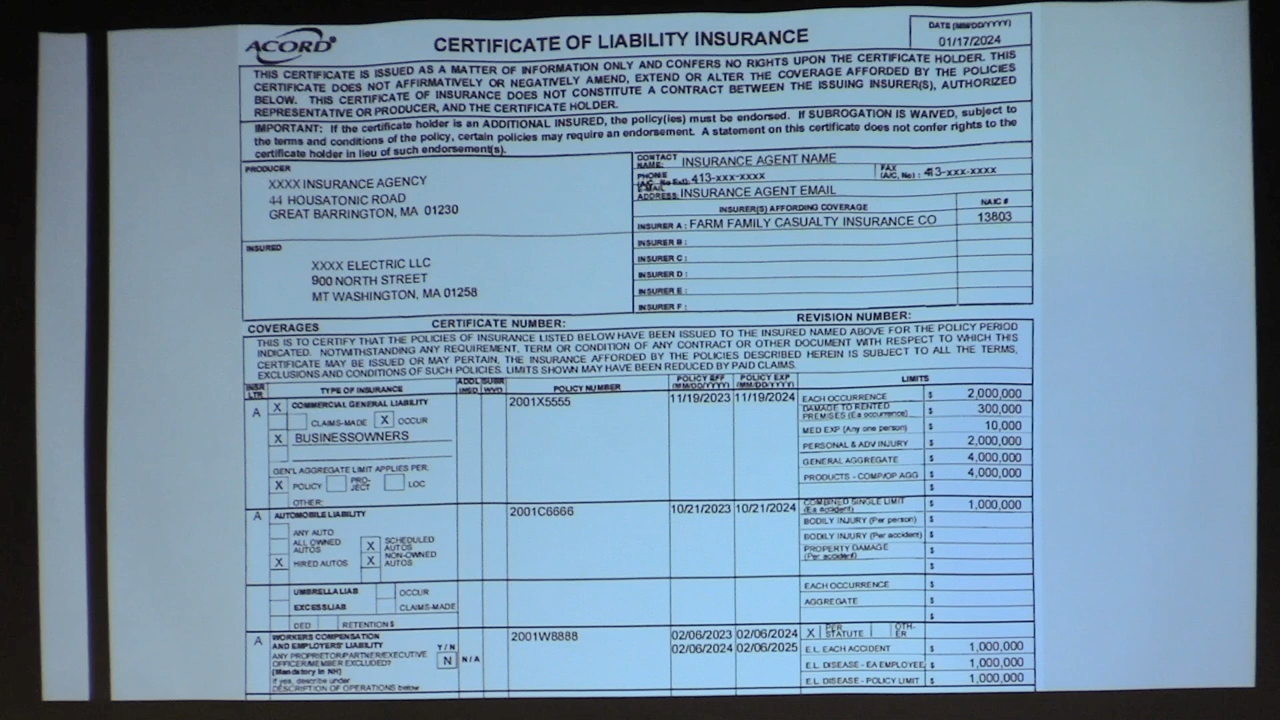 ACORD
CERTIFICATE OF LIABILITY INSURANCE
DATE (MM/DD/YYYY)
01/17/2024
THIS CERTIFICATE IS ISSUED AS A MATTER OF INFORMATION ONLY AND CONFERS NO RIGHTS UPON THE CERTIFICATE HOLDER. THIS
CERTIFICATE DOES NOT AFFIRMATIVELY OR NEGATIVELY AMEND, EXTEND OR ALTER THE COVERAGE AFFORDED BY THE POLICIES
BELOW. THIS CERTIFICATE OF INSURANCE DOES NOT CONSTITUTE A CONTRACT BETWEEN THE ISSUING INSURER(S), AUTHORIZED
REPRESENTATIVE OR PRODUCER, AND THE CERTIFICATE HOLDER.
IMPORTANT: If the certificate holder is an ADDITIONAL INSURED, the policy(ies) must be endorsed. If SUBROGATION IS WAIVED, subject to
the terms and conditions of the policy, certain policies may require an endorsement. A statement on this certificate does not confer rights to the
certificate holder in lieu of such endorsement(s).
PRODUCER
XXXX INSURANCE AGENCY
44 HOUSATONIC ROAD
GREAT BARRINGTON, MA 01230
CONTACT NAME: INSURANCE AGENT NAME
PHONE (A/C, No Ext): 413-xxx-xxxx FAX (A/C, No): 413-xxx-xxxx
E-MAIL ADDRESS: INSURANCE AGENT EMAIL
INSURER(S) AFFORDING COVERAGE NAIC #
INSURER A: FARM FAMILY CASUALTY INSURANCE CO 13803
INSURED
XXXX ELECTRIC LLC
900 NORTH STREET
MT WASHINGTON, MA 01258
INSURER B:
INSURER C:
INSURER D:
INSURER E:
INSURER F:
COVERAGES CERTIFICATE NUMBER: REVISION NUMBER:
THIS IS TO CERTIFY THAT THE POLICIES OF INSURANCE LISTED BELOW HAVE BEEN ISSUED TO THE INSURED NAMED ABOVE FOR THE POLICY PERIOD
INDICATED. NOTWITHSTANDING ANY REQUIREMENT, TERM OR CONDITION OF ANY CONTRACT OR OTHER DOCUMENT WITH RESPECT TO WHICH THIS
CERTIFICATE MAY BE ISSUED OR MAY PERTAIN, THE INSURANCE AFFORDED BY THE POLICIES DESCRIBED HEREIN IS SUBJECT TO ALL THE TERMS,
EXCLUSIONS AND CONDITIONS OF SUCH POLICIES. LIMITS SHOWN MAY HAVE BEEN REDUCED BY PAID CLAIMS.
INSR LTR TYPE OF INSURANCE ADDL INSD SUBR WVD POLICY NUMBER POLICY EFF (MM/DD/YYYY) POLICY EXP (MM/DD/YYYY) LIMITS
A X COMMERCIAL GENERAL LIABILITY 2001X5555 11/19/2023 11/19/2024 EACH OCCURRENCE $ 2,000,000
CLAIMS-MADE X OCCUR DAMAGE TO RENTED PREMISES (Ea occurrence) $ 300,000
X BUSINESSOWNERS MED EXP (Any one person) $ 10,000
PERSONAL & ADV INJURY $ 2,000,000
GEN'L AGGREGATE LIMIT APPLIES PER: GENERAL AGGREGATE $ 4,000,000
X POLICY PRO-JECT LOC PRODUCTS - COMP/OP AGG $ 4,000,000
OTHER: $
A AUTOMOBILE LIABILITY 2001C6666 10/21/2023 10/21/2024 COMBINED SINGLE LIMIT (Ea accident) $ 1,000,000
ANY AUTO BODILY INJURY (Per person) $
ALL OWNED AUTOS X SCHEDULED AUTOS BODILY INJURY (Per accident) $
X HIRED AUTOS X NON-OWNED AUTOS PROPERTY DAMAGE (Per accident) $
$
UMBRELLA LIAB OCCUR EACH OCCURRENCE $
EXCESS LIAB CLAIMS-MADE AGGREGATE $
DED RETENTION $ $
A WORKERS COMPENSATION 2001W8888 02/06/2023 02/06/2024 X PER STATUTE OTH-ER
AND EMPLOYERS' LIABILITY Y / N 02/06/2024 02/06/2025 E.L. EACH ACCIDENT $ 1,000,000
ANY PROPRIETOR/PARTNER/EXECUTIVE
OFFICER/MEMBER EXCLUDED? N N / A E.L. DISEASE - EA EMPLOYEE $ 1,000,000
(Mandatory in NH)
If yes, describe under
DESCRIPTION OF OPERATIONS below E.L. DISEASE - POLICY LIMIT $ 1,000,000